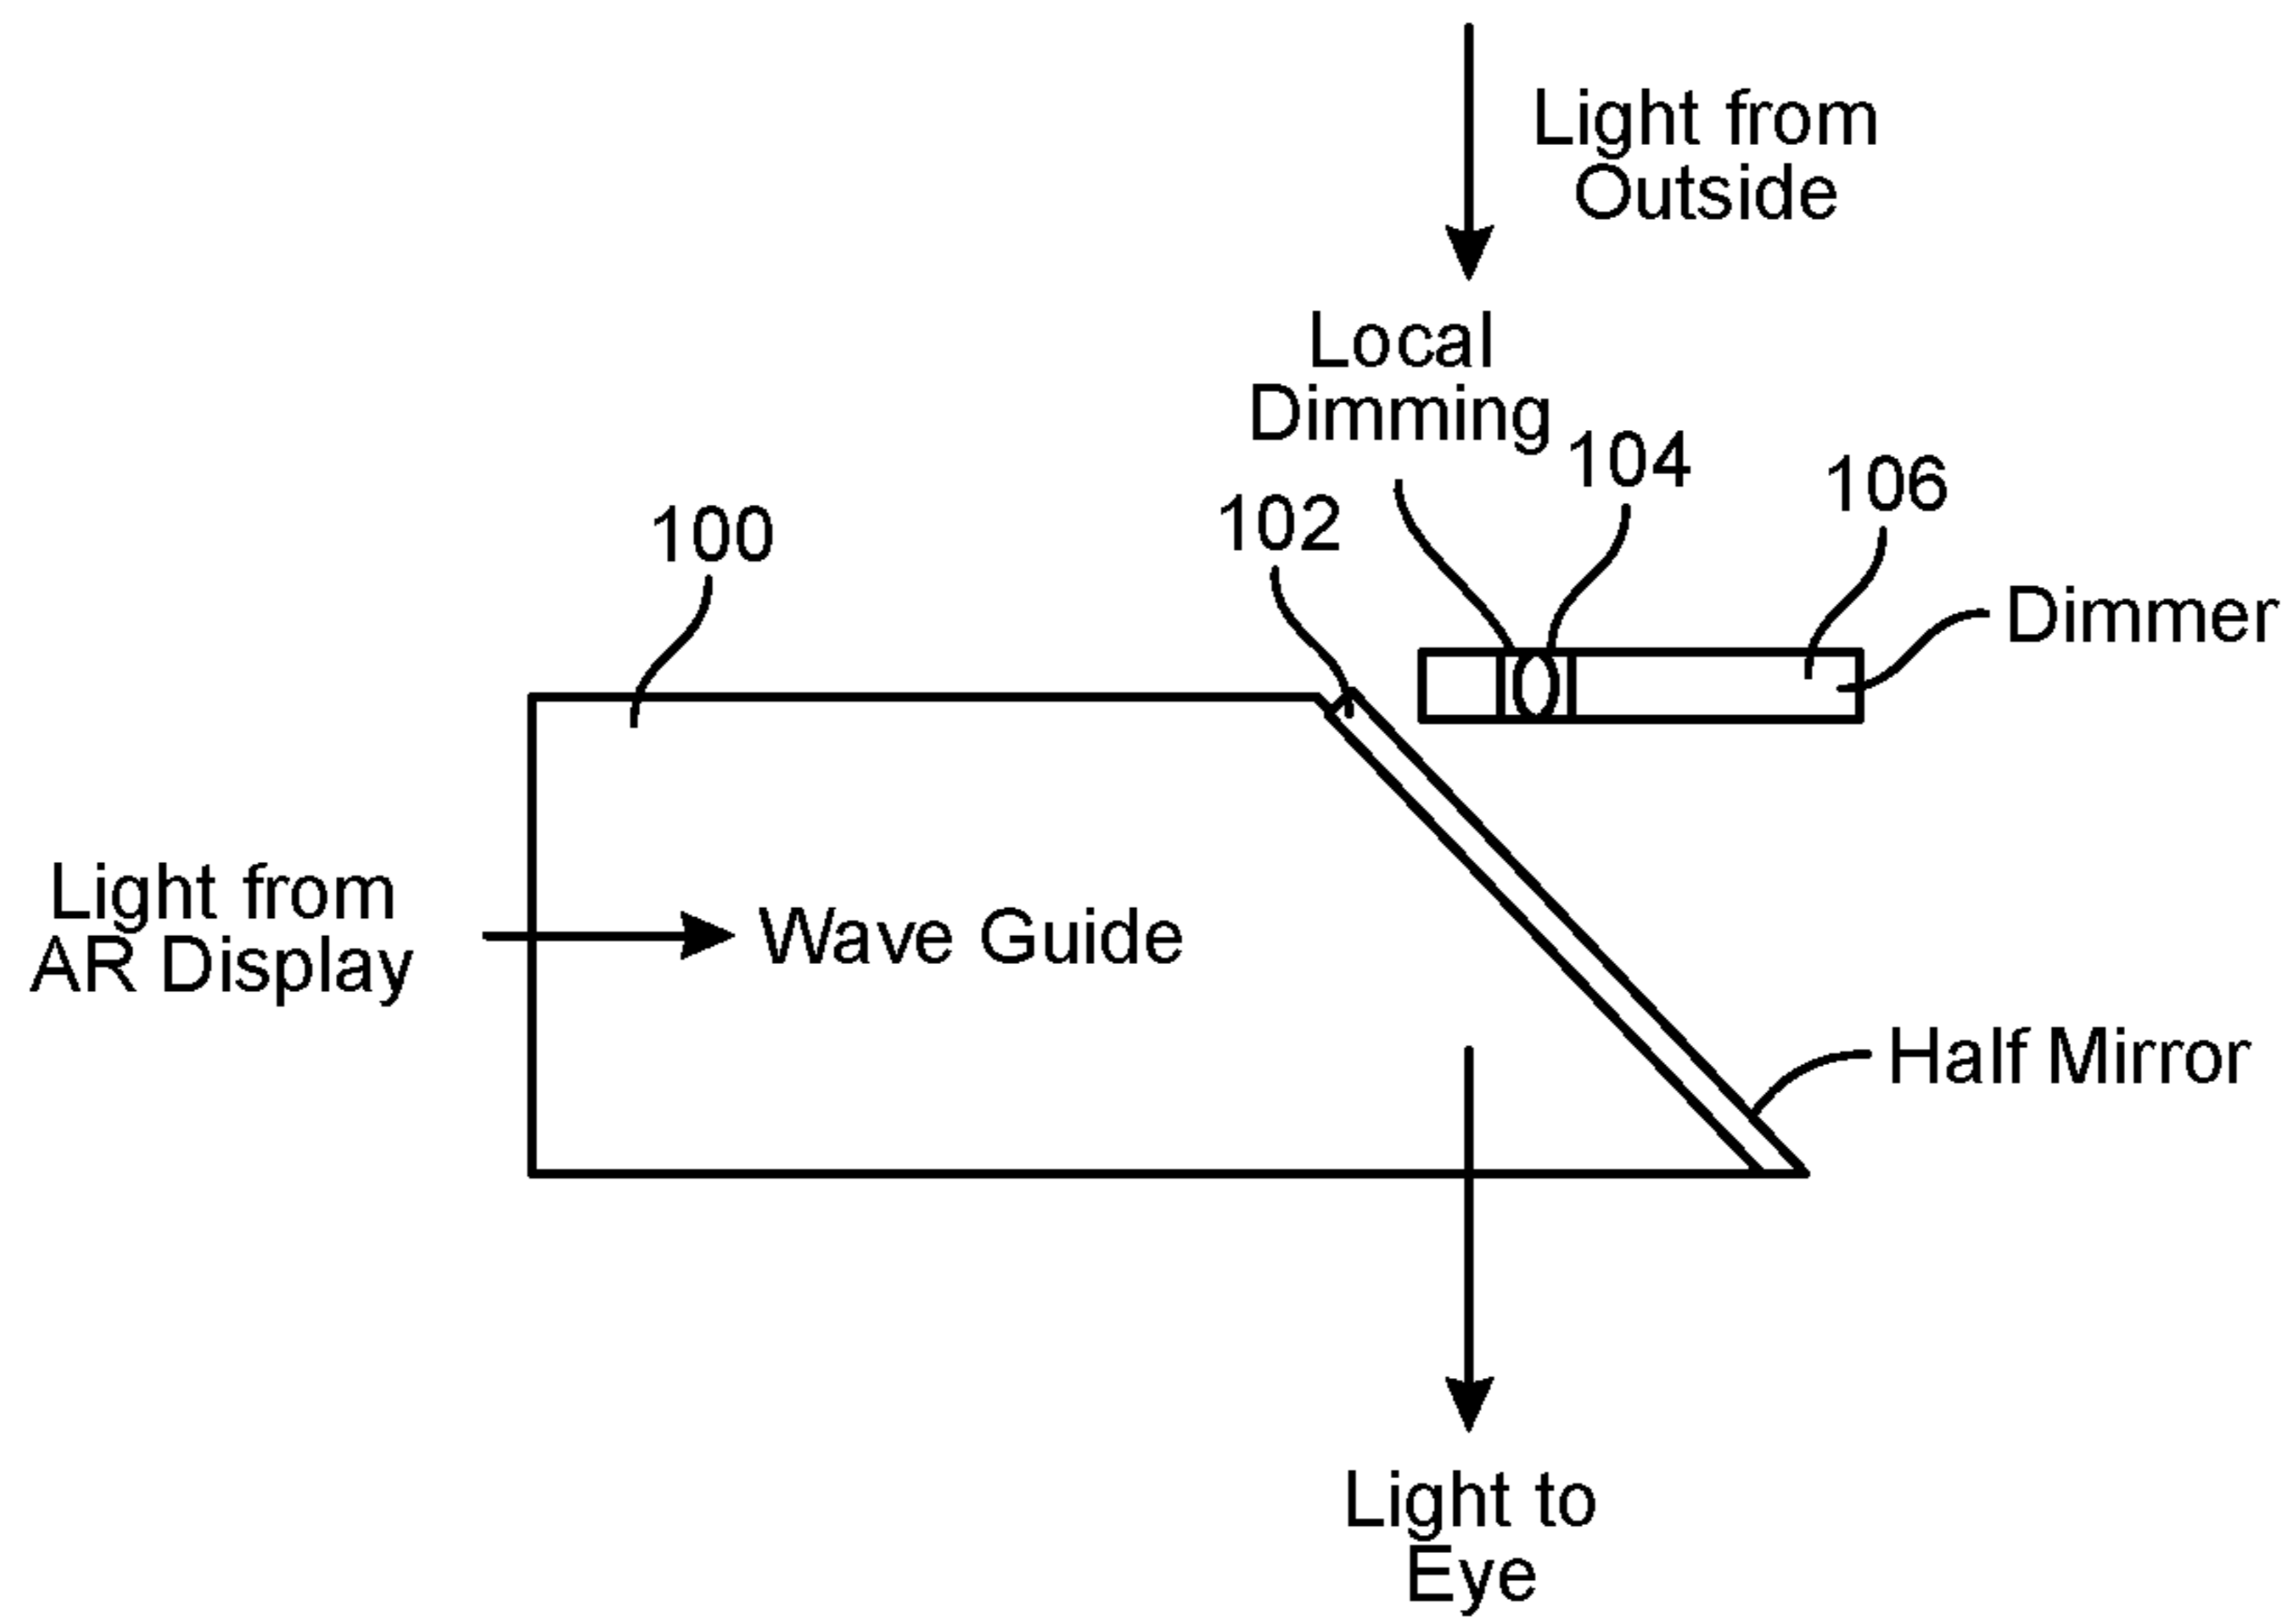 Light from
Outside
Local
Dimming
104
106
102
100
Dimmer
Light from
AR Display
Wave Guide
Half Mirror
Light to
Eye